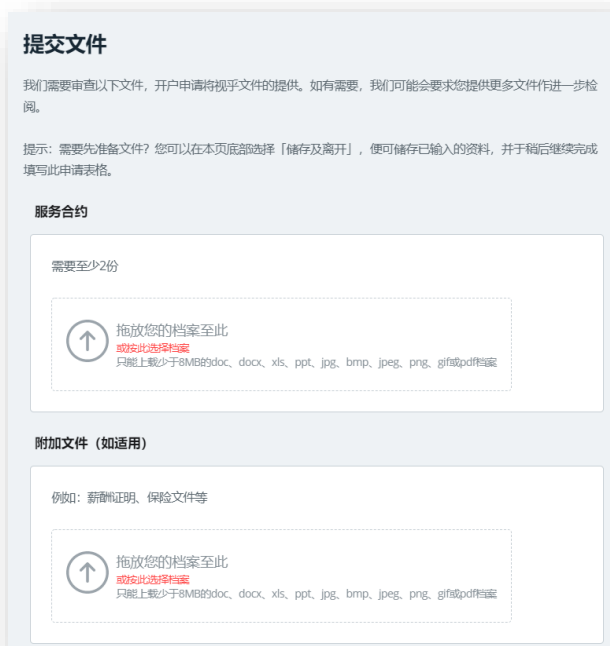 提交文件
我们需要审查以下文件，开户申请将视乎文件的提供。如有需要，我们可能会要求您提供更多文件作进一步检
阅。
提示：需要先准备文件？您可以在本页底部选择「储存及离开」，便可储存已输入的资料，并于稍后继续完成
填写此申请表格。
服务合约
需要至少2份
拖放您的档案至此
或按此选择档案
只能上载少于8MB的doc、docx、xls、ppt、jpg、bmp、jpeg、png、gif或pdf档案
附加文件（如适用）
例如：薪酬证明、保险文件等
拖放您的档案至此
或按此选择档案
只能上载少于8MB的doc、docx、xls、ppt、jpg、bmp、jpeg、png、gif或pdf档案